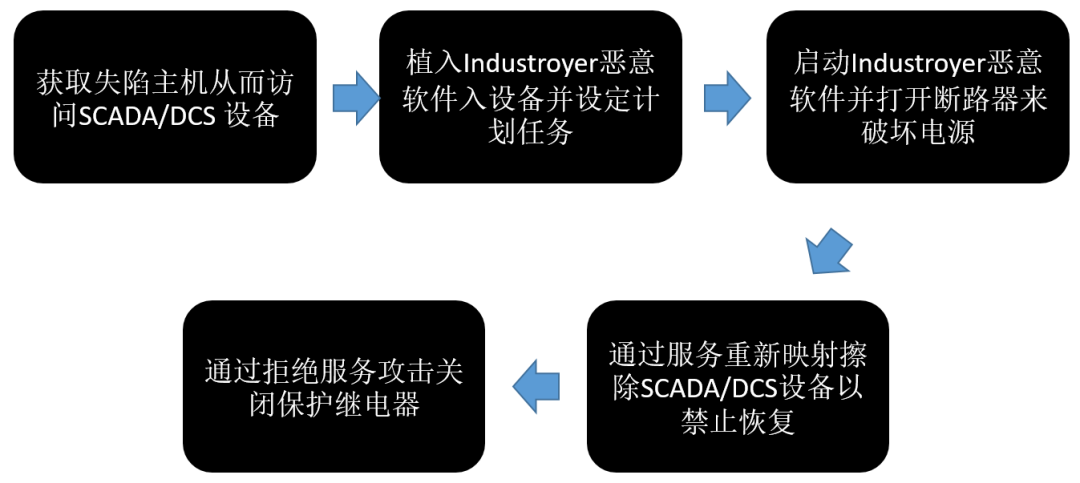 获取失陷主机从而访
问SCADA/DCS 设备
植入Industroyer恶意
软件入设备并设定计
划任务
启动Industroyer恶意
软件并打开断路器来
破坏电源
通过服务重新映射擦
除SCADA/DCS设备以
禁止恢复
通过拒绝服务攻击关
闭保护继电器